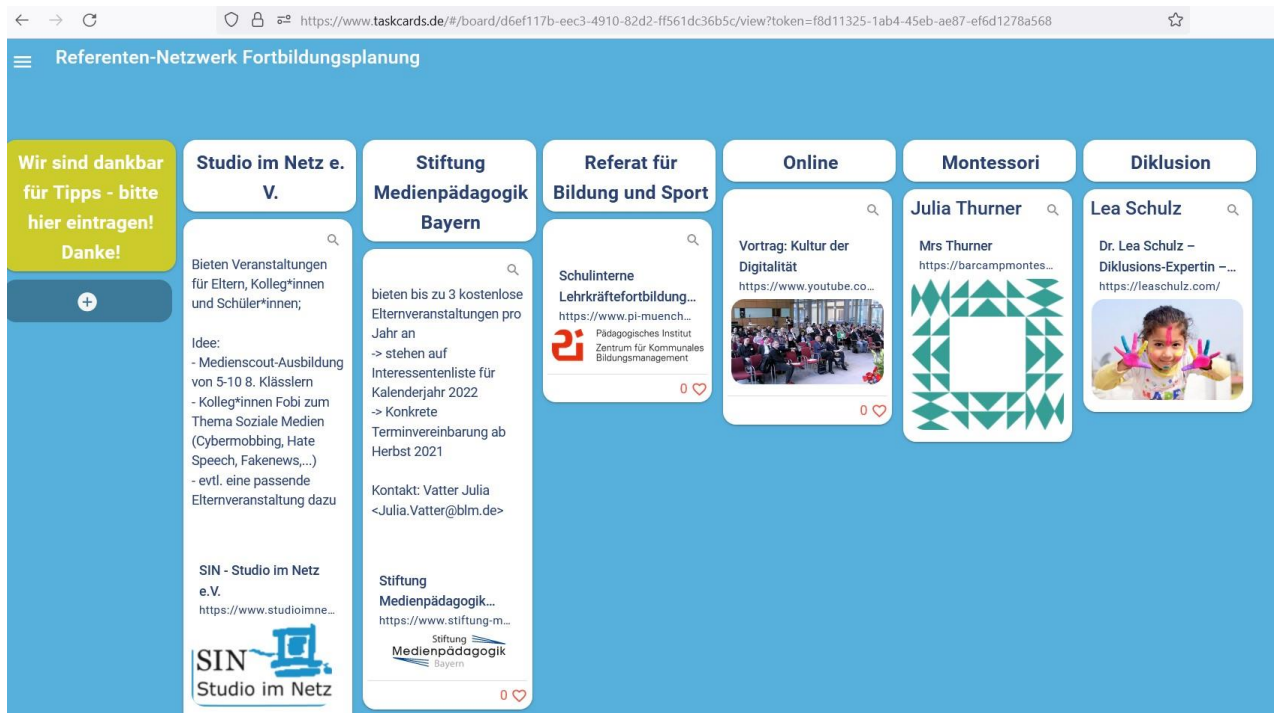 https://www.taskcards.de/#/board/d6ef117b-eec3-4910-82d2-ff561dc36b5c/view?token=f8d11325-1ab4-45eb-ae87-ef6d1278a568
Referenten-Netzwerk Fortbildungsplanung
Wir sind dankbar
für Tipps - bitte
hier eintragen!
Danke!
Studio im Netz e.
V.
Bieten Veranstaltungen
für Eltern, Kolleg*innen
und Schüler*innen;
Idee:
- Medienscout-Ausbildung
von 5-10 8. Klässlern
- Kolleg*innen Fobi zum
Thema Soziale Medien
(Cybermobbing, Hate
Speech, Fakenews,...)
- evtl. eine passende
Elternveranstaltung dazu
SIN - Studio im Netz
e.V.
https://www.studioimne...
SIN
Studio im Netz
Stiftung
Medienpädagogik
Bayern
bieten bis zu 3 kostenlose
Elternveranstaltungen pro
Jahr an
-> stehen auf
Interessentenliste für
Kalenderjahr 2022
-> Konkrete
Terminvereinbarung ab
Herbst 2021
Kontakt: Vatter Julia
<Julia.Vatter@blm.de>
Stiftung
Medienpädagogik...
https://www.stiftung-m...
Stiftung
Medienpädagogik
Bayern
0
Referat für
Bildung und Sport
Schulinterne
Lehrkräftefortbildung...
https://www.pi-muench...
Pädagogisches Institut
Zentrum für Kommunales
Bildungsmanagement
0
Online
Vortrag: Kultur der
Digitalität
https://www.youtube.co...
0
Montessori
Julia Thurner
Mrs Thurner
https://barcampmontes...
Diklusion
Lea Schulz
Dr. Lea Schulz –
Diklusions-Expertin –...
https://leaschulz.com/